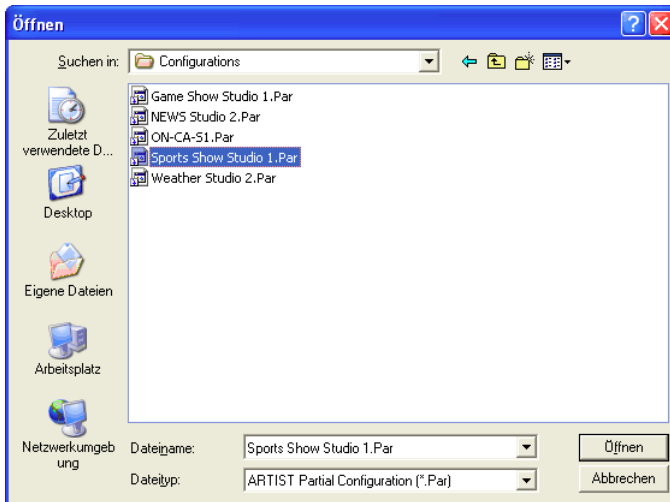 Öffnen
Suchen in:
Configurations
Game Show Studio 1.Par
NEWS Studio 2.Par
ON-CA-S1.Par
Sports Show Studio 1.Par
Weather Studio 2.Par
Zuletzt
verwendete D...
Desktop
Eigene Dateien
Arbeitsplatz
Netzwerkumgeb
ung
Dateiname:
Sports Show Studio 1.Par
Öffnen
Dateityp:
ARTIST Partial Configuration (*.Par)
Abbrechen